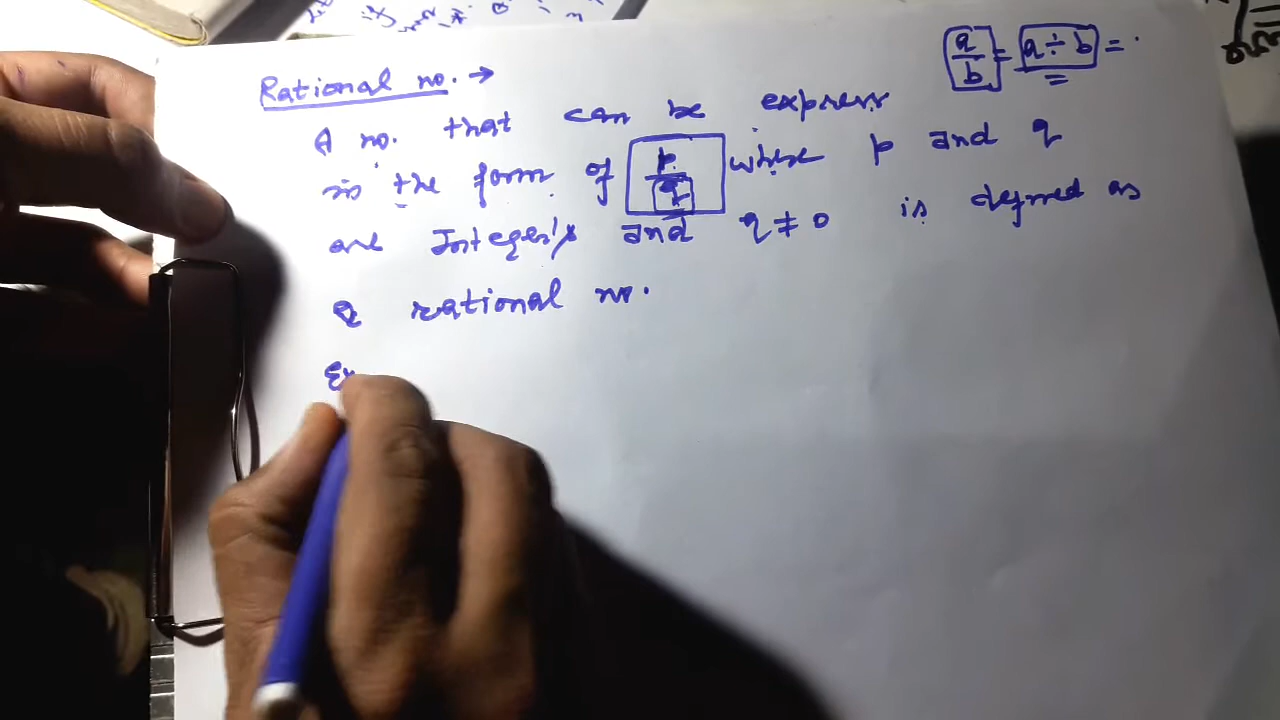 Rational no. →
a/b = a ÷ b =
A no. that can be express
in the form of p/q where p and q
are Integers and q ≠ 0 is defined as
a rational no.
Ex